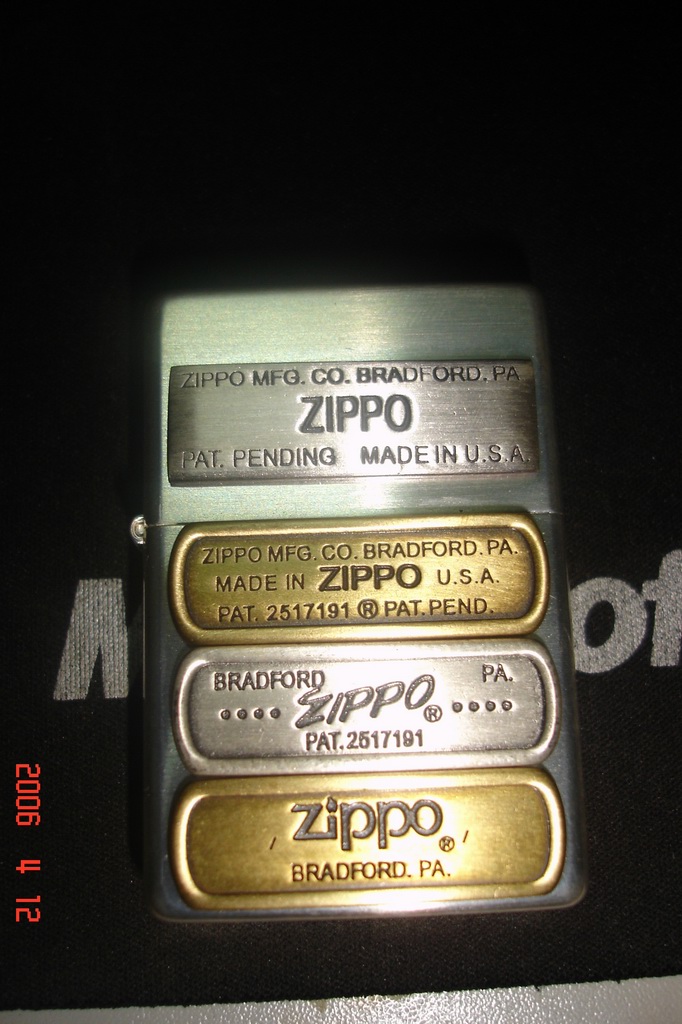 ZIPPO MFG. CO. BRADFORD. PA
ZIPPO
PAT. PENDING MADE IN U.S.A.
ZIPPO MFG. CO. BRADFORD. PA.
MADE IN ZIPPO U.S.A.
PAT. 2517191 ® PAT. PEND.
BRADFORD PA.
ZIPPO ®
PAT. 2517191
zippo ®
/ /
BRADFORD. PA.
2006 4 12